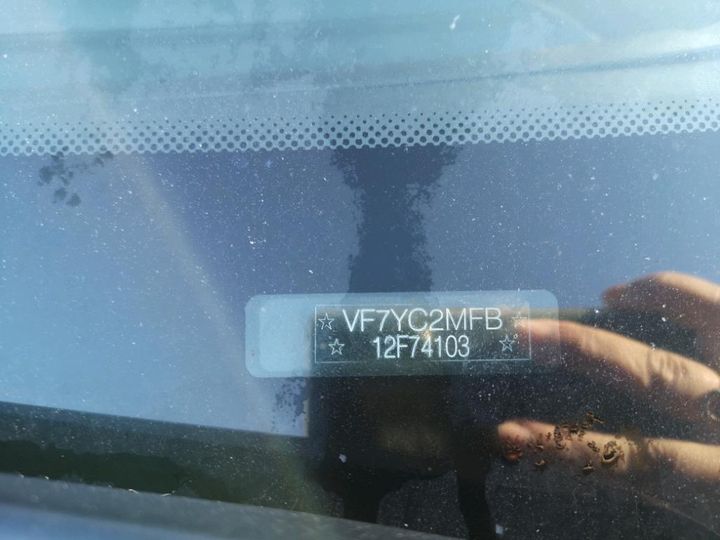 ☆ VF7YC2MFB ☆
☆ 12F74103 ☆